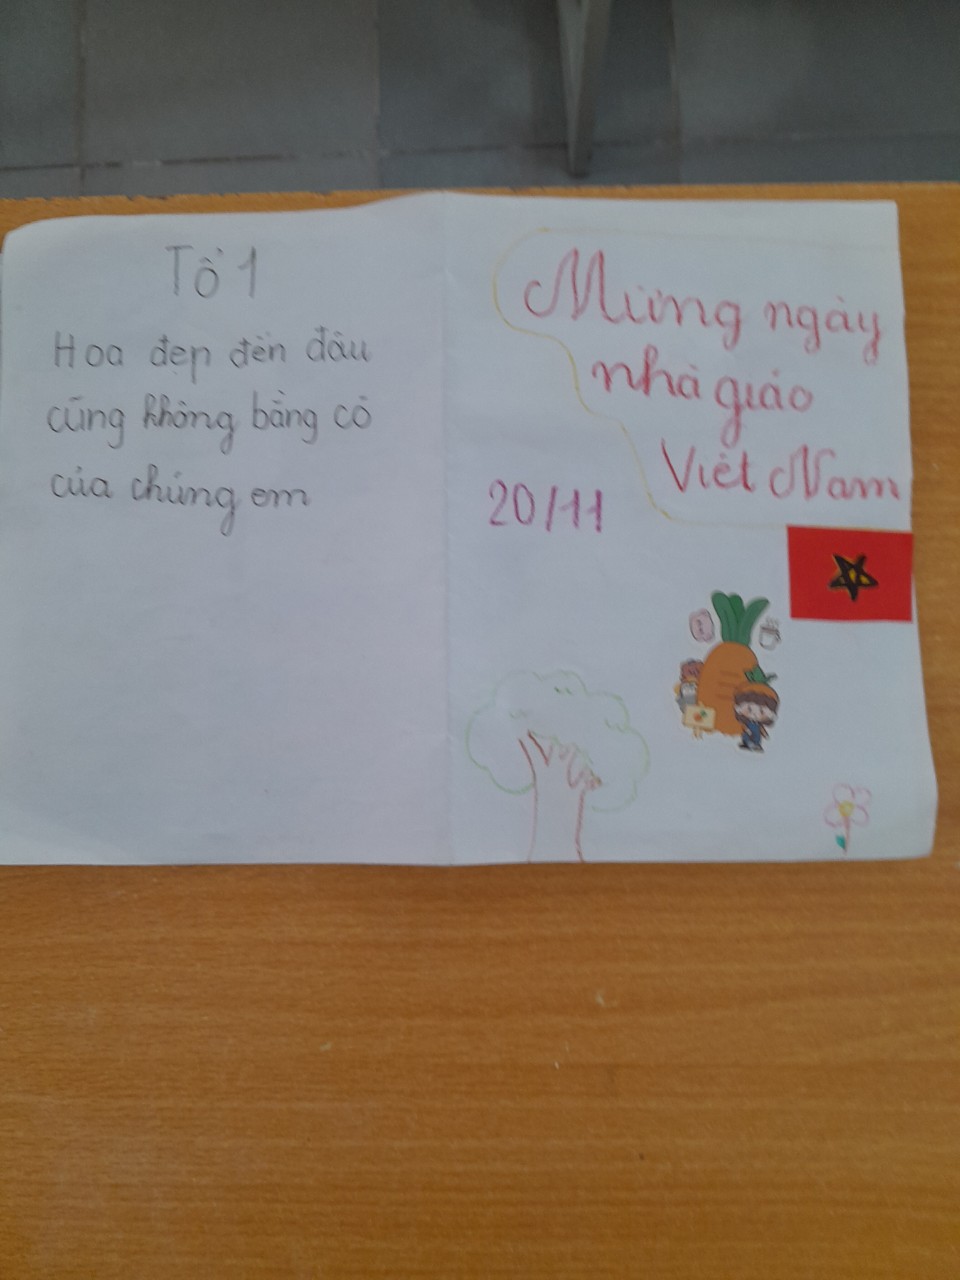 Tổ 1
Hoa đẹp đến đâu
cũng không bằng cô
của chúng em
Mừng ngày
nhà giáo
Việt Nam
20/11